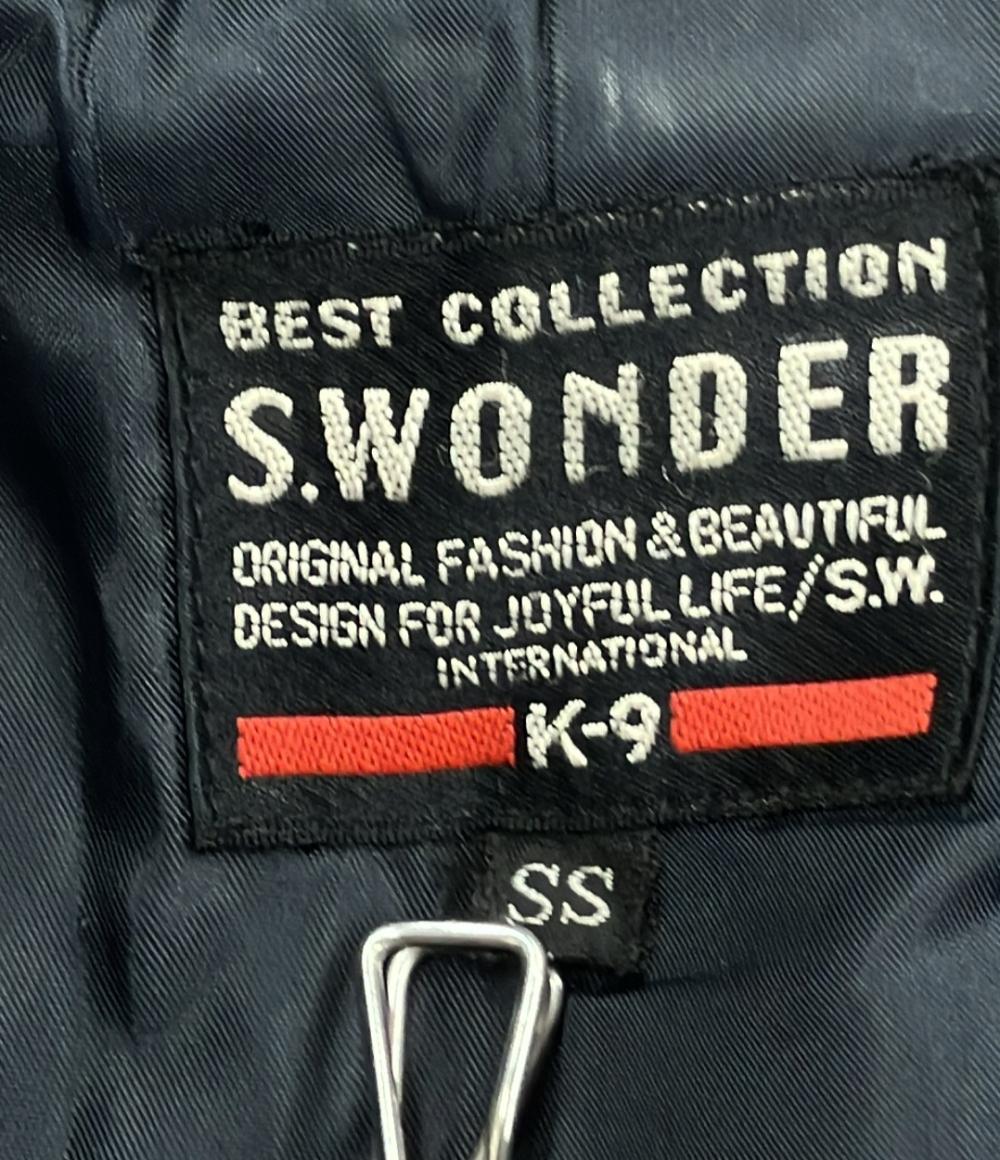 BEST COLLECTION
S.WONDER
ORIGINAL FASHION & BEAUTIFUL
DESIGN FOR JOYFUL LIFE/S.W.
INTERNATIONAL
K-9
SS